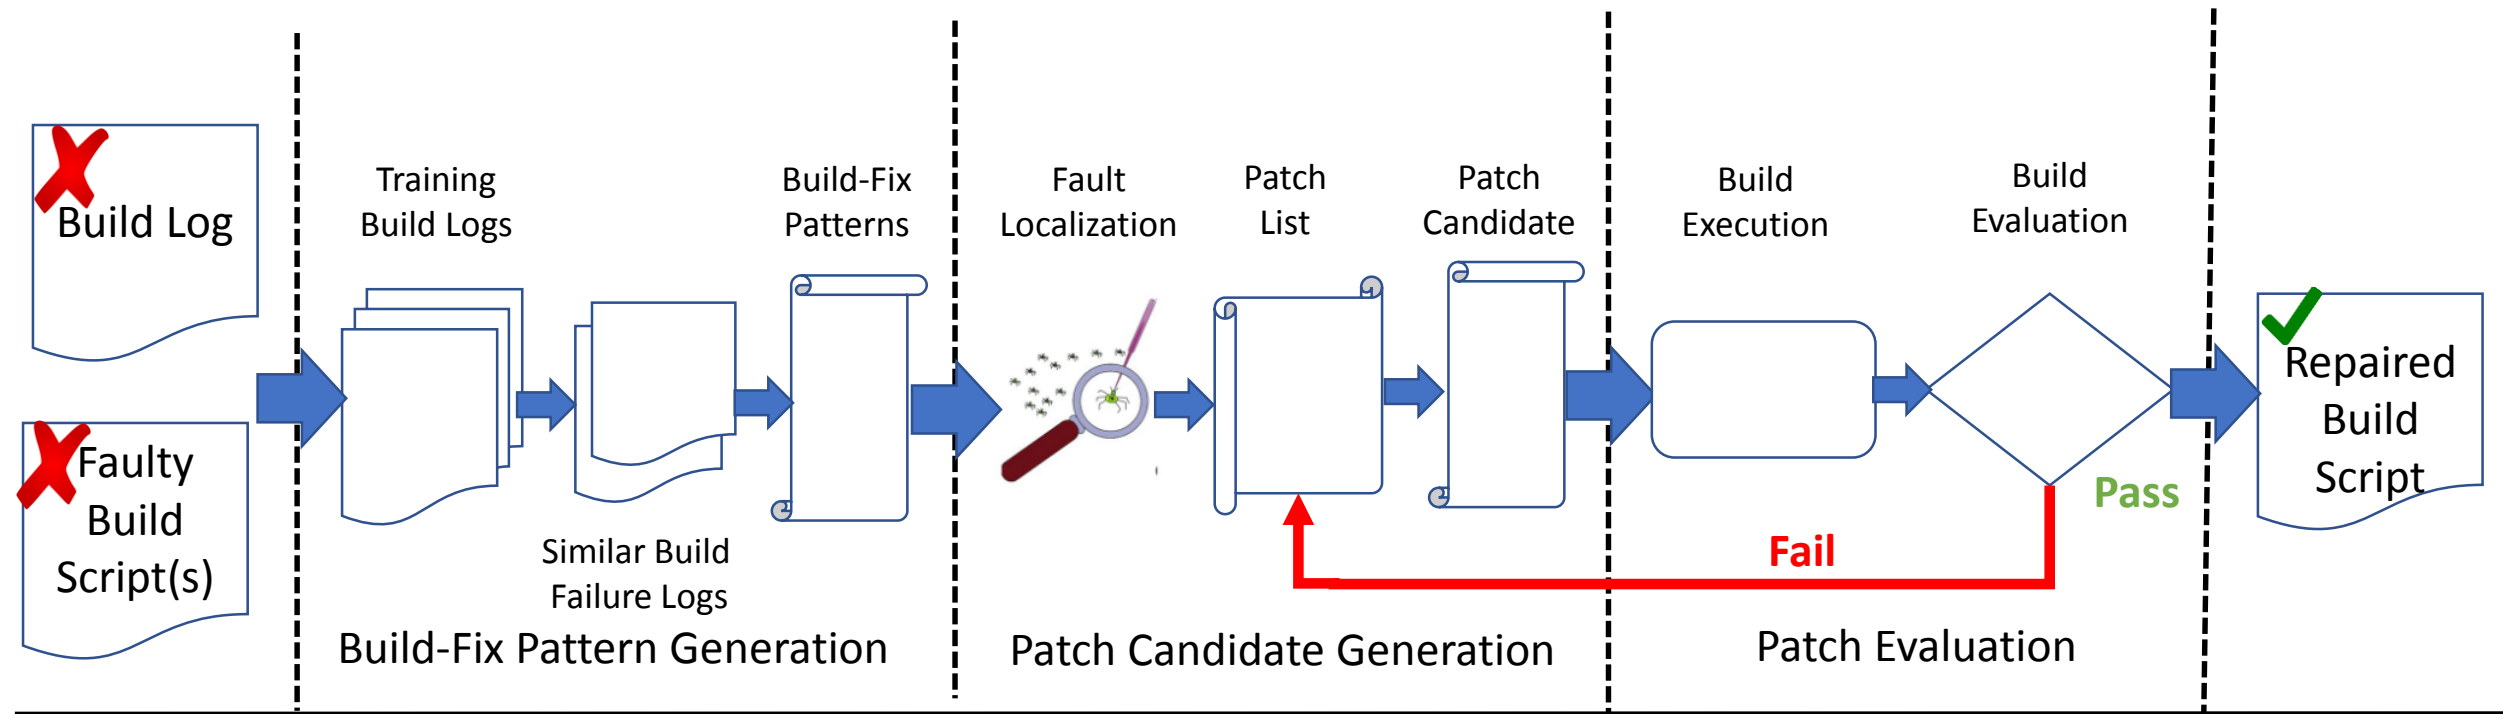 Build Log
Faulty
Build
Script(s)
Training
Build Logs
Similar Build
Failure Logs
Build-Fix
Patterns
Build-Fix Pattern Generation
Fault
Localization
Patch
List
Patch
Candidate
Patch Candidate Generation
Build
Execution
Build
Evaluation
Fail
Pass
Patch Evaluation
Repaired
Build
Script